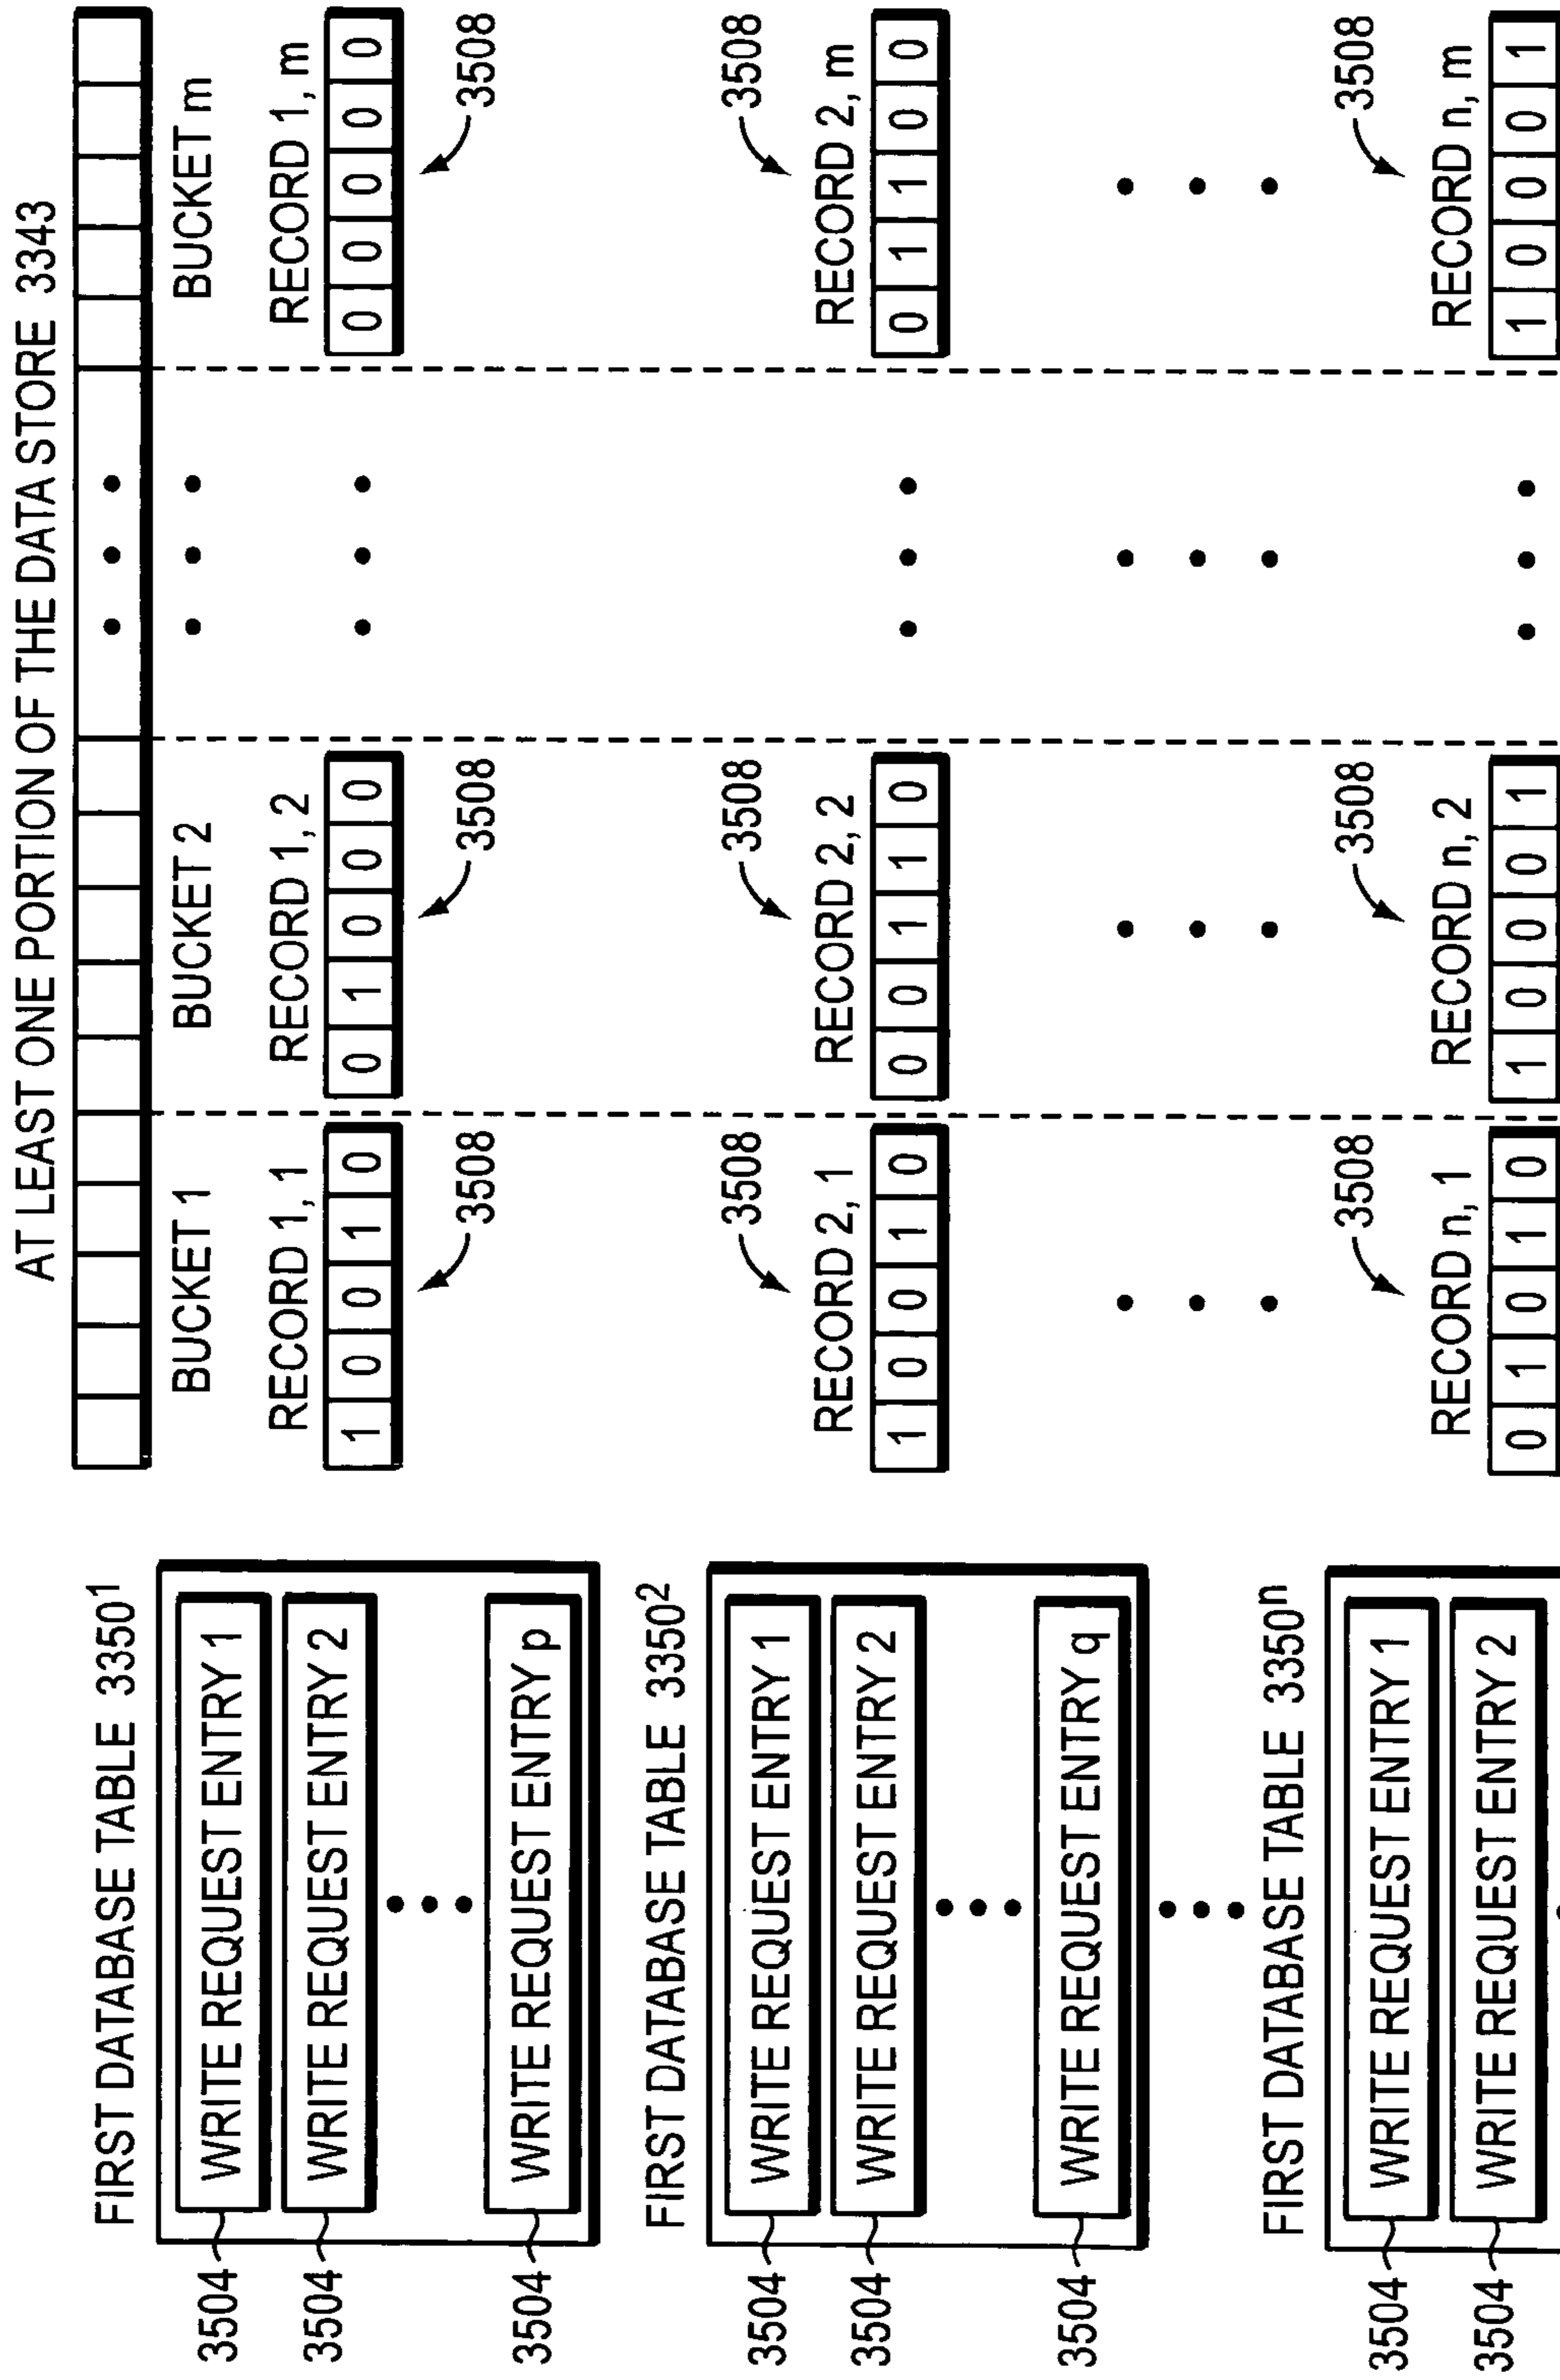 AT LEAST ONE PORTION OF THE DATA STORE 3343
FIRST DATABASE TABLE 3350¹
BUCKET 1 BUCKET 2 • • • BUCKET m
3504 WRITE REQUEST ENTRY 1
3504 WRITE REQUEST ENTRY 2
3504 WRITE REQUEST ENTRY p
RECORD 1, 1 RECORD 1, 2 RECORD 1, m
1 0 0 1 0 0 1 0 0 0 • • • 0 0 0 0 0
3508 3508 3508
FIRST DATABASE TABLE 3350²
3504 WRITE REQUEST ENTRY 1
3504 WRITE REQUEST ENTRY 2
3504 WRITE REQUEST ENTRY q
3508 3508 3508
RECORD 2, 1 RECORD 2, 2 RECORD 2, m
1 0 0 1 0 0 0 1 1 0 • • • 0 1 1 0 0
FIRST DATABASE TABLE 3350ⁿ
3504 WRITE REQUEST ENTRY 1
3504 WRITE REQUEST ENTRY 2
3508 3508 3508
RECORD n, 1 RECORD n, 2 RECORD n, m
0 1 0 1 0 1 0 0 0 1 • • • 1 0 0 0 1